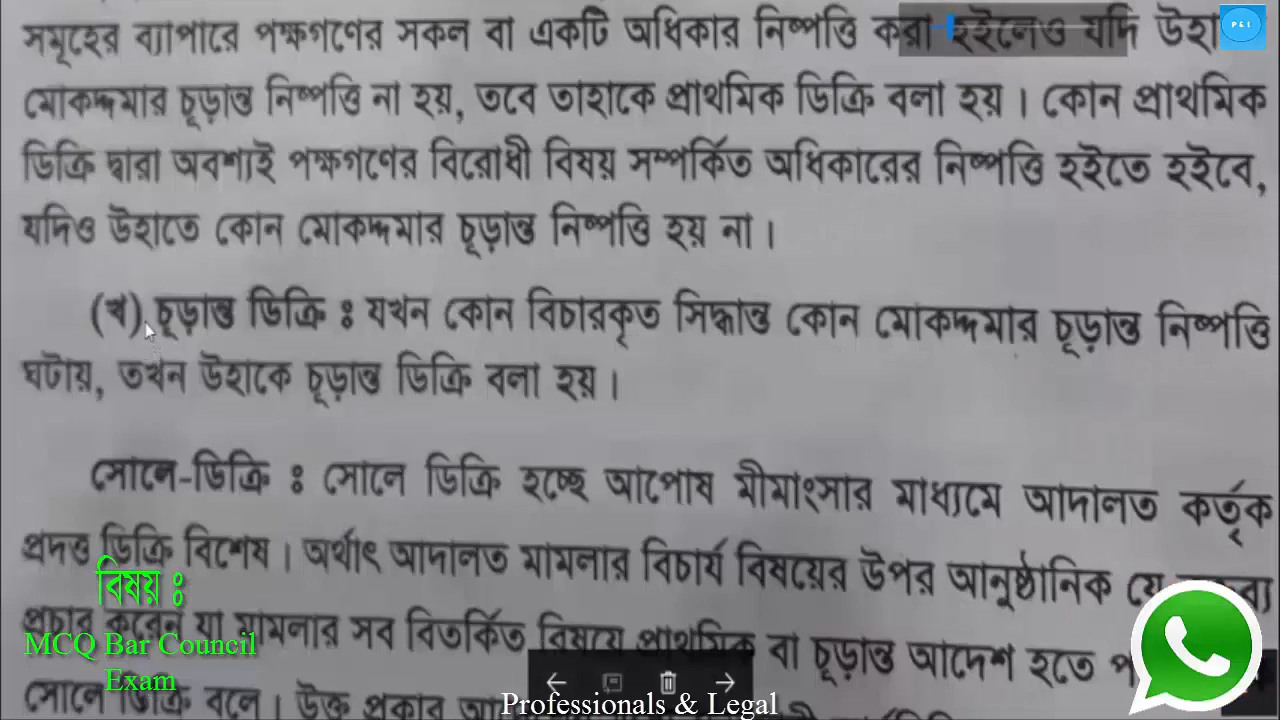 সমূহের ব্যাপারে পক্ষগণের সকল বা একটি অধিকার নিষ্পত্তি করা হইলেও যদি উহা
P & L
মোকদ্দমার চূড়ান্ত নিষ্পত্তি না হয়, তবে তাহাকে প্রাথমিক ডিক্রি বলা হয় । কোন প্রাথমিক
ডিক্রি দ্বারা অবশ্যই পক্ষগণের বিরোধী বিষয় সম্পর্কিত অধিকারের নিষ্পত্তি হইতে হইবে,
যদিও উহাতে কোন মোকদ্দমার চূড়ান্ত নিষ্পত্তি হয় না ।
(খ) চূড়ান্ত ডিক্রি ঃ যখন কোন বিচারকৃত সিদ্ধান্ত কোন মোকদ্দমার চূড়ান্ত নিষ্পত্তি
ঘটায়, তখন উহাকে চূড়ান্ত ডিক্রি বলা হয় ।
সোলে-ডিক্রি ঃ সোলে ডিক্রি হচ্ছে আপোষ মীমাংসার মাধ্যমে আদালত কর্তৃক
প্রদত্ত ডিক্রি বিশেষ । অর্থাৎ আদালত মামলার বিচার্য বিষয়ের উপর আনুষ্ঠানিক যে
প্রচার করেন যা মামলার সব বিতর্কিত বিষয়ে প্রাথমিক বা চূড়ান্ত আদেশ হতে
সোলে ডিক্রি বলে । উক্ত প্রকার
বিষয় ঃ
MCQ Bar Council
Exam
Professionals & Legal